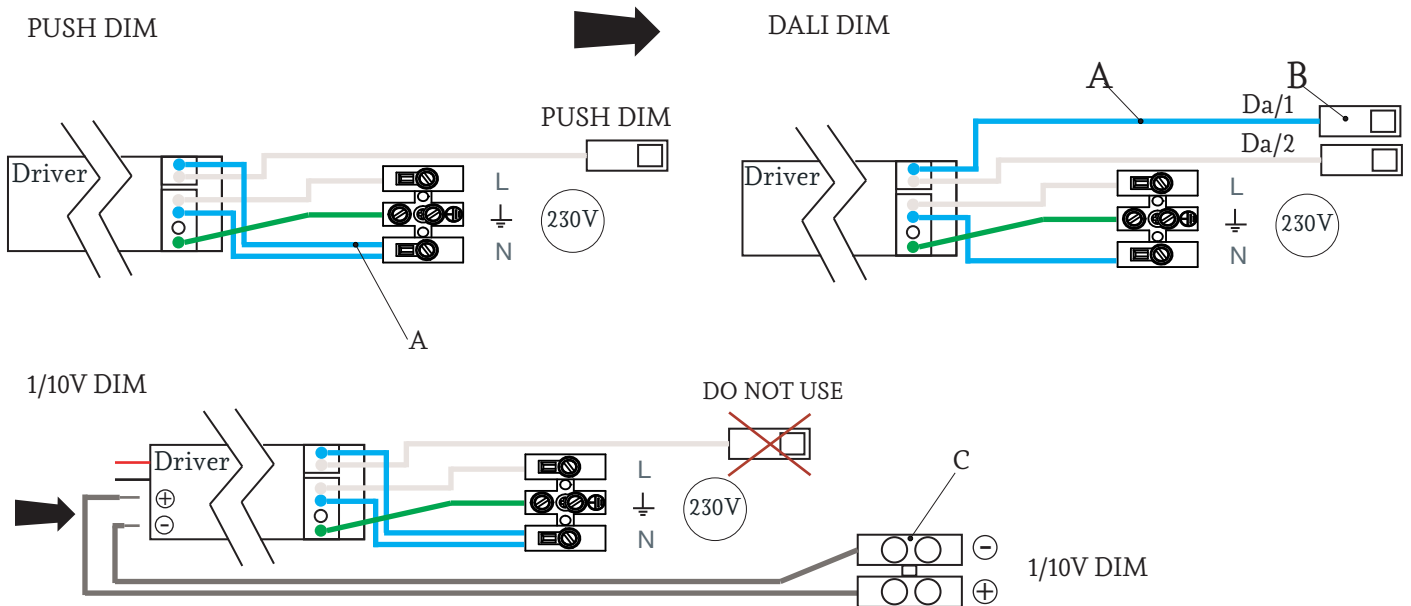 PUSH DIM
Driver
PUSH DIM
L
N
230V
A
DALI DIM
Driver
A
Da/1
B
Da/2
L
N
230V
1/10V DIM
Driver
+
-
DO NOT USE
L
N
230V
C
-
+
1/10V DIM